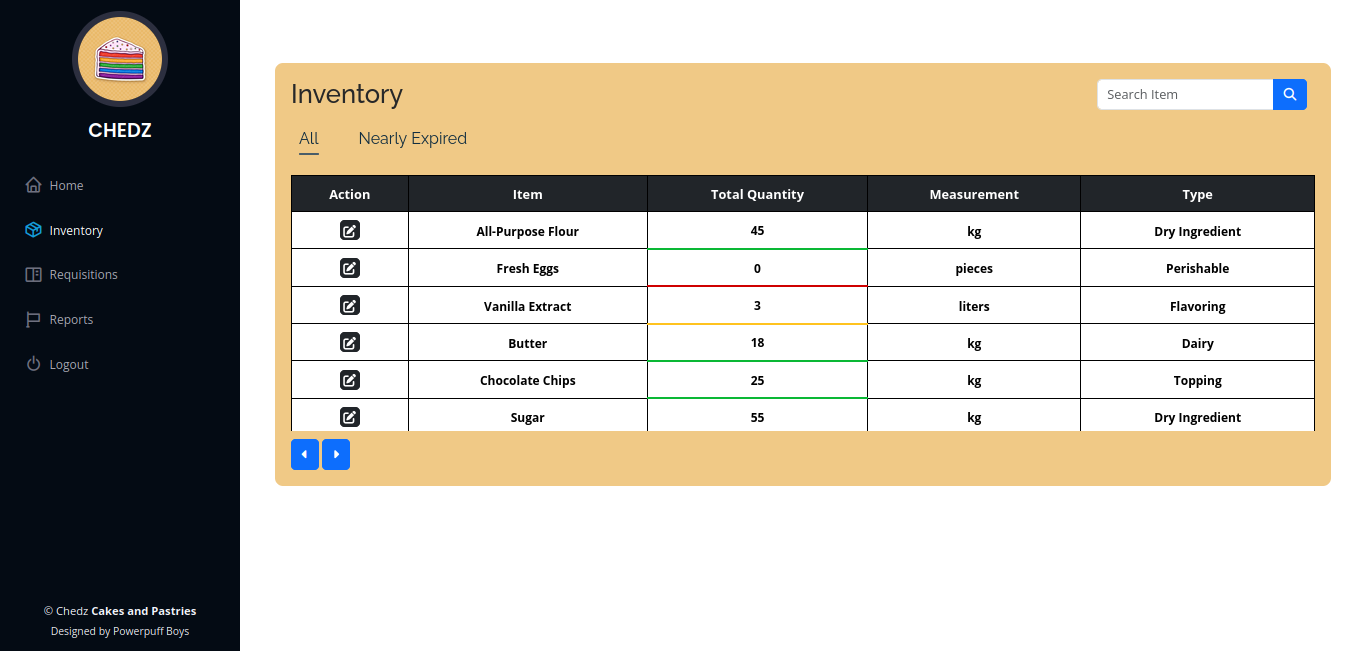 CHEDZ
Home
Inventory
Requisitions
Reports
Logout
© Chedz Cakes and Pastries
Designed by Powerpuff Boys
Inventory
Search Item
All Nearly Expired
Action Item Total Quantity Measurement Type
All-Purpose Flour 45 kg Dry Ingredient
Fresh Eggs 0 pieces Perishable
Vanilla Extract 3 liters Flavoring
Butter 18 kg Dairy
Chocolate Chips 25 kg Topping
Sugar 55 kg Dry Ingredient